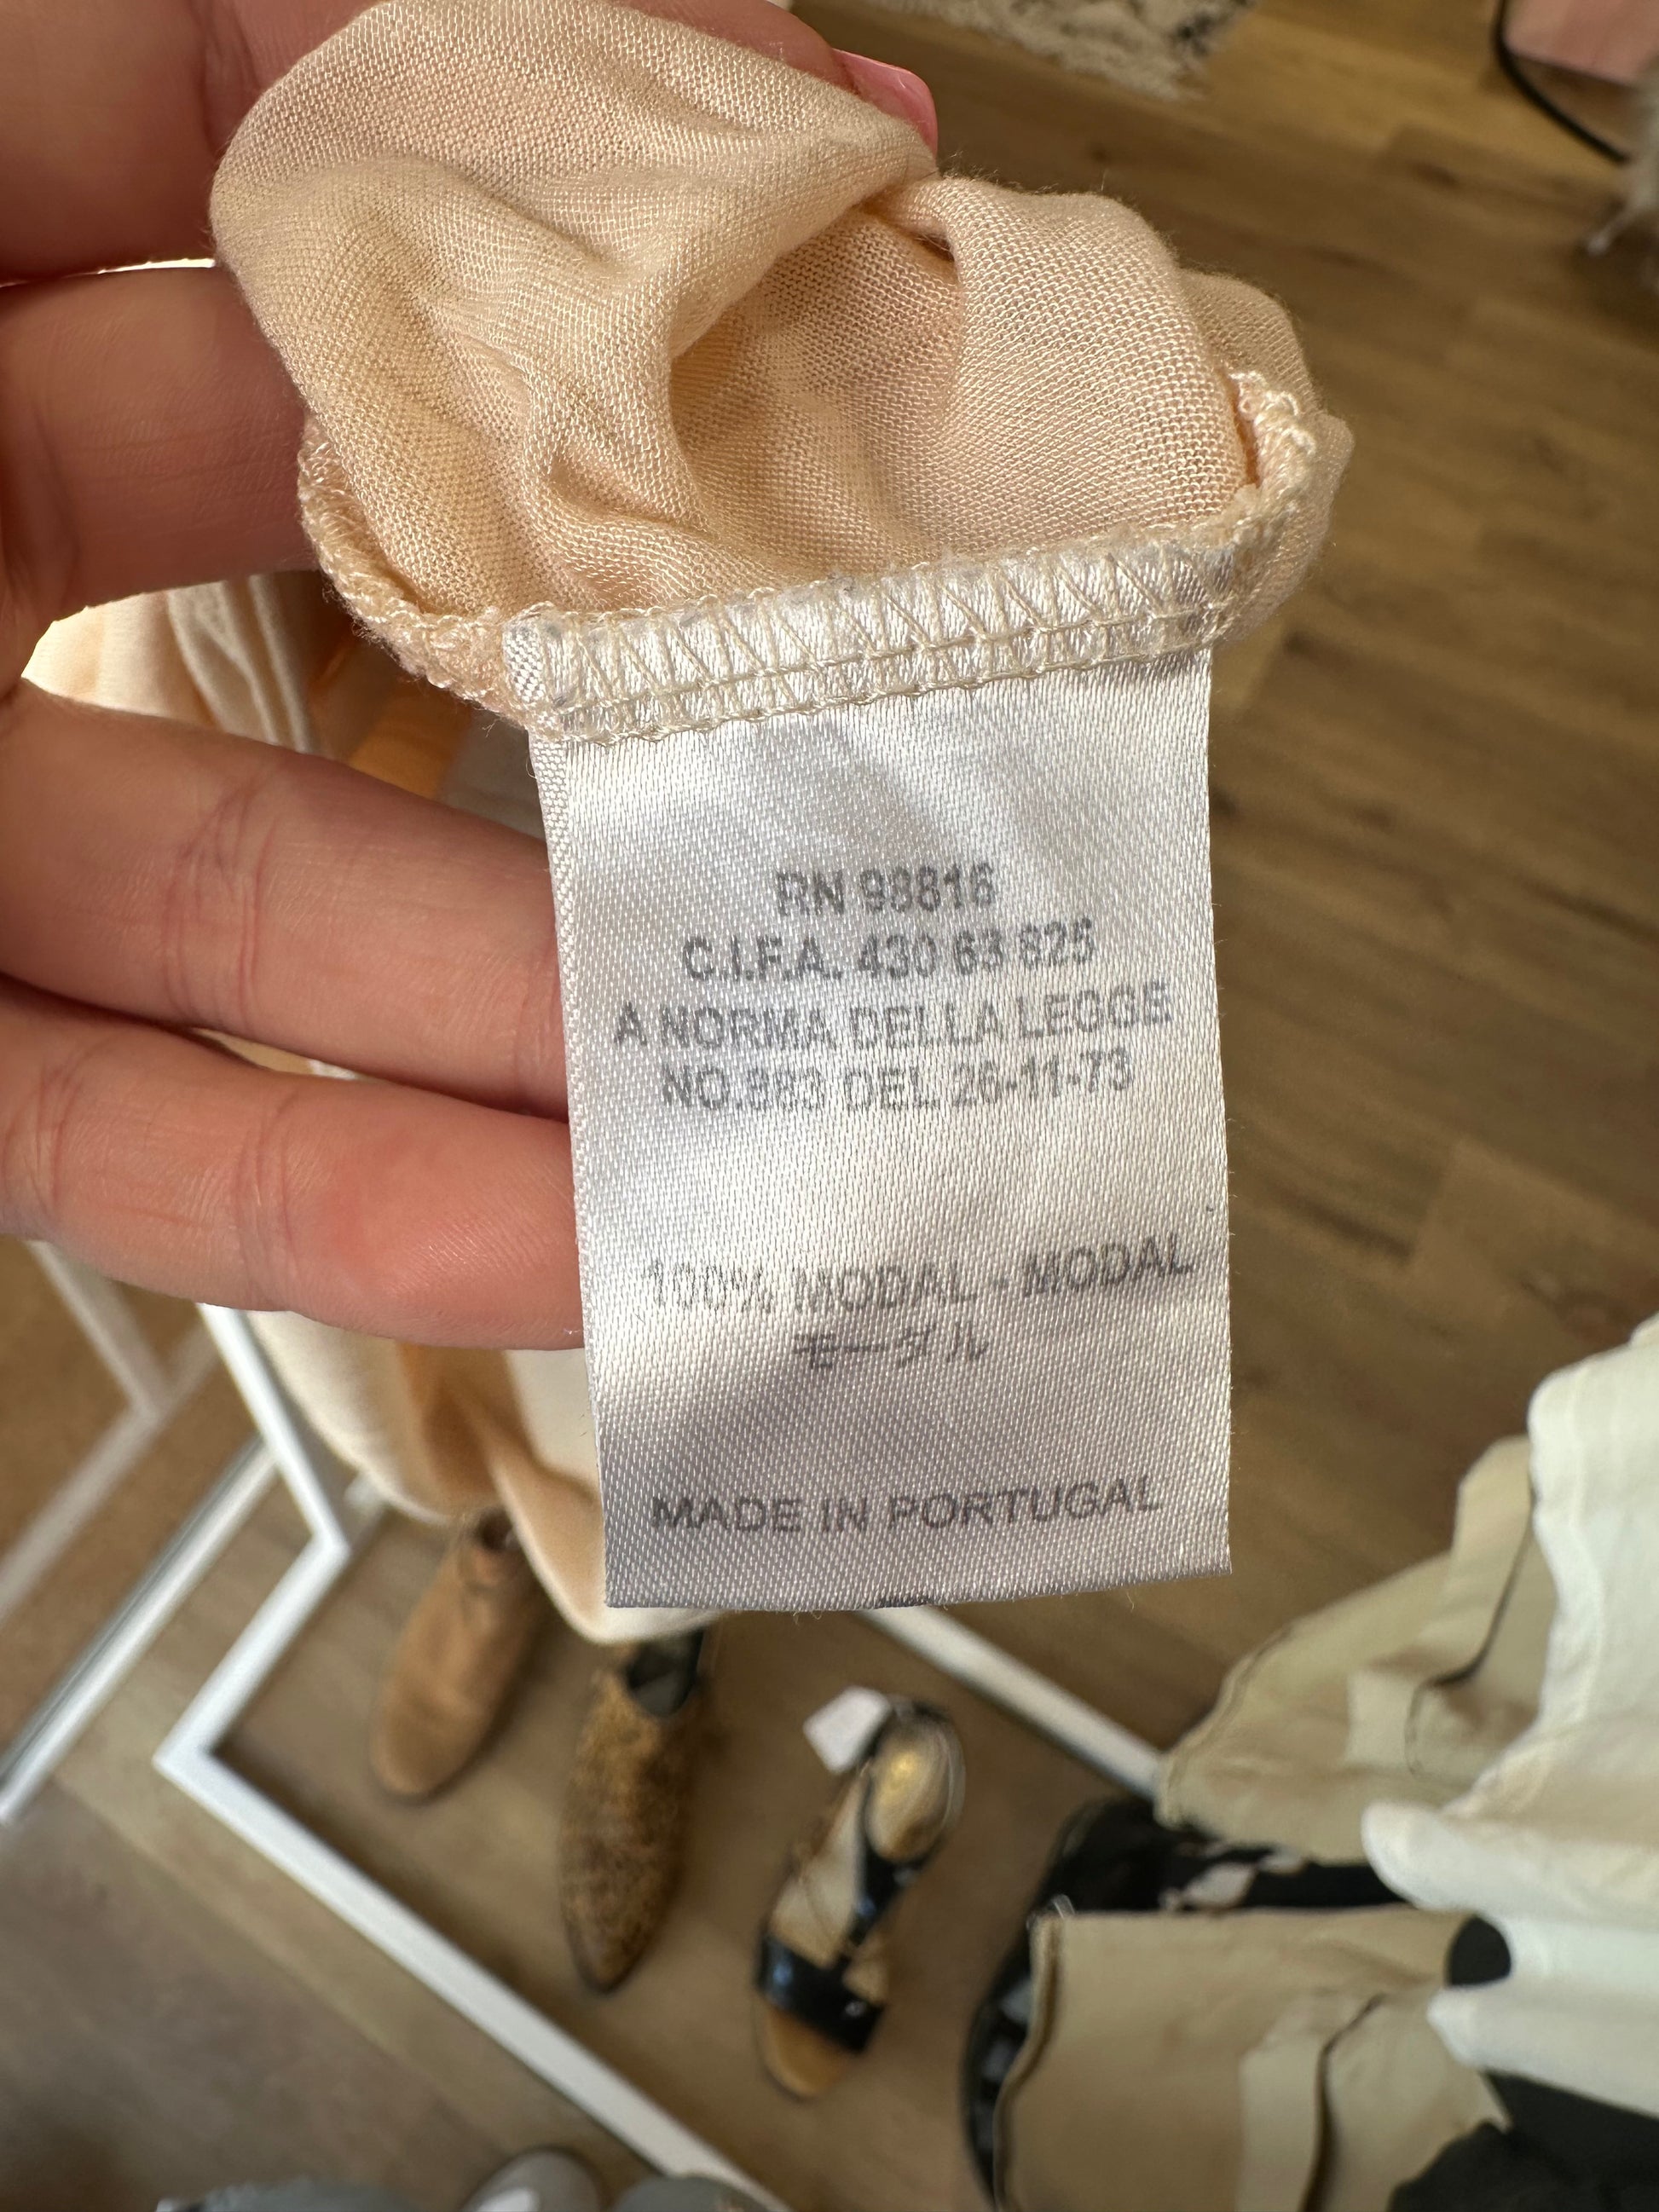 RN 98816
C.I.F.A. 430 63 825
A NORMA DELLA LEGGE
NO.883 DEL 26-11-73
100% MODAL - MODAL
モーダル
MADE IN PORTUGAL